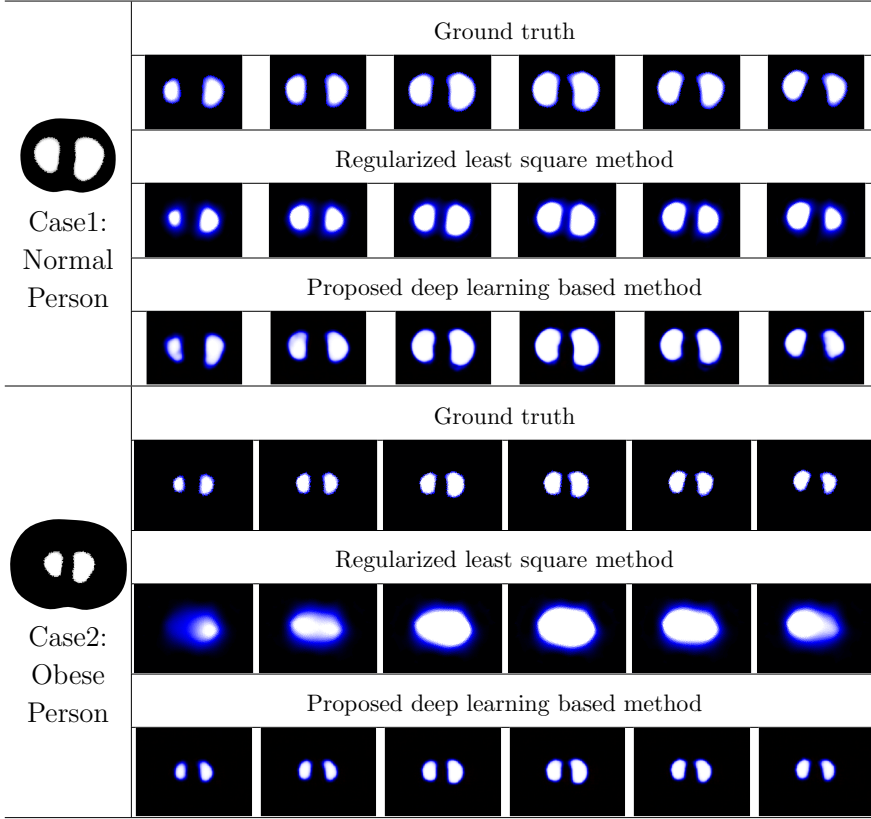 Ground truth
Regularized least square method
Case1:
Normal
Person
Proposed deep learning based method
Ground truth
Regularized least square method
Case2:
Obese
Person
Proposed deep learning based method